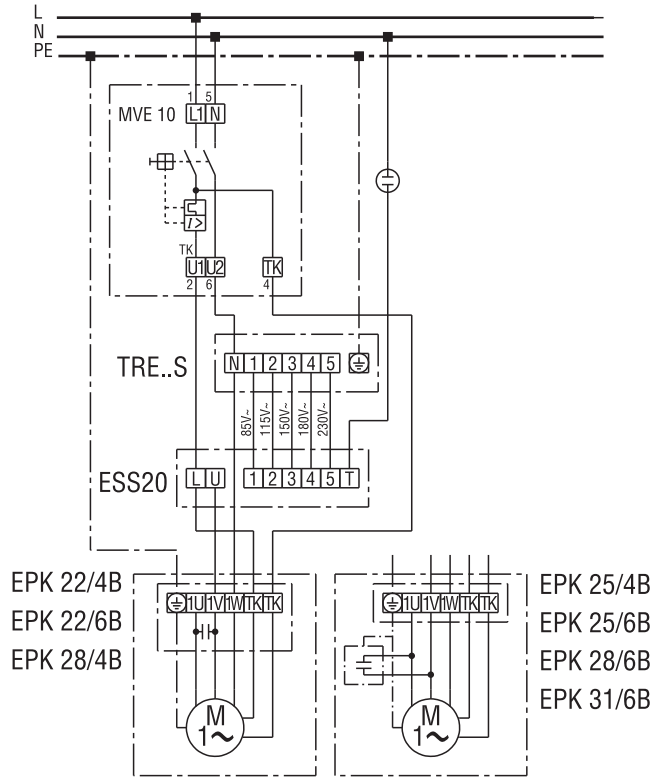 L
N
PE
1 5
MVE 10 L1 N
I>
TK
U1 U2 TK
2 6 4
TRE..S N 1 2 3 4 5
85V~ 115V~ 150V~ 180V~ 230V~
ESS20 L U 1 2 3 4 5 T
EPK 22/4B
EPK 22/6B
EPK 28/4B
1U 1V 1W TK TK
M
1~
1U 1V 1W TK TK
M
1~
EPK 25/4B
EPK 25/6B
EPK 28/6B
EPK 31/6B